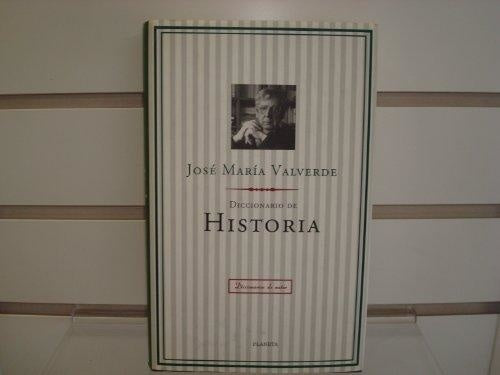 JOSÉ MARÍA VALVERDE
DICCIONARIO DE
HISTORIA
Diccionarios de autor
PLANETA